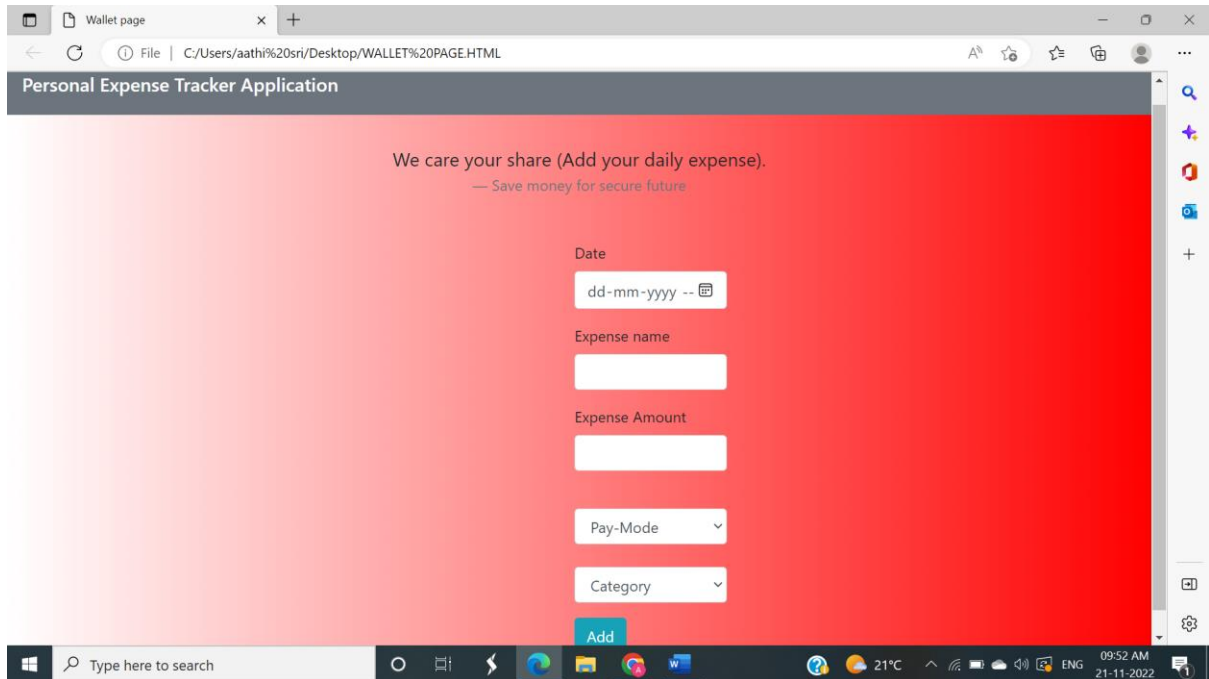 Wallet page
File | C:/Users/aathi%20sri/Desktop/WALLET%20PAGE.HTML
Personal Expense Tracker Application
We care your share (Add your daily expense).
— Save money for secure future
Date
dd-mm-yyyy --
Expense name
Expense Amount
Pay-Mode
Category
Add
Type here to search
21°C
ENG
09:52 AM
21-11-2022
1